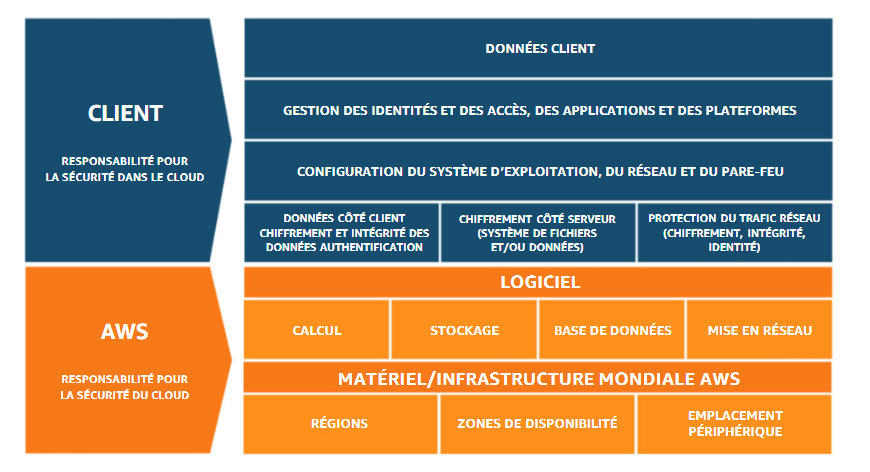 CLIENT
RESPONSABILITÉ POUR
LA SÉCURITÉ DANS LE CLOUD
DONNÉES CLIENT
GESTION DES IDENTITÉS ET DES ACCÈS, DES APPLICATIONS ET DES PLATEFORMES
CONFIGURATION DU SYSTÈME D'EXPLOITATION, DU RÉSEAU ET DU PARE-FEU
DONNÉES CÔTÉ CLIENT
CHIFFREMENT ET INTÉGRITÉ DES
DONNÉES AUTHENTIFICATION
CHIFFREMENT CÔTÉ SERVEUR
(SYSTÈME DE FICHIERS
ET/OU DONNÉES)
PROTECTION DU TRAFIC RÉSEAU
(CHIFFREMENT, INTÉGRITÉ,
IDENTITÉ)
AWS
RESPONSABILITÉ POUR
LA SÉCURITÉ DU CLOUD
LOGICIEL
CALCUL
STOCKAGE
BASE DE DONNÉES
MISE EN RÉSEAU
MATÉRIEL/INFRASTRUCTURE MONDIALE AWS
RÉGIONS
ZONES DE DISPONIBILITÉ
EMPLACEMENT
PÉRIPHÉRIQUE